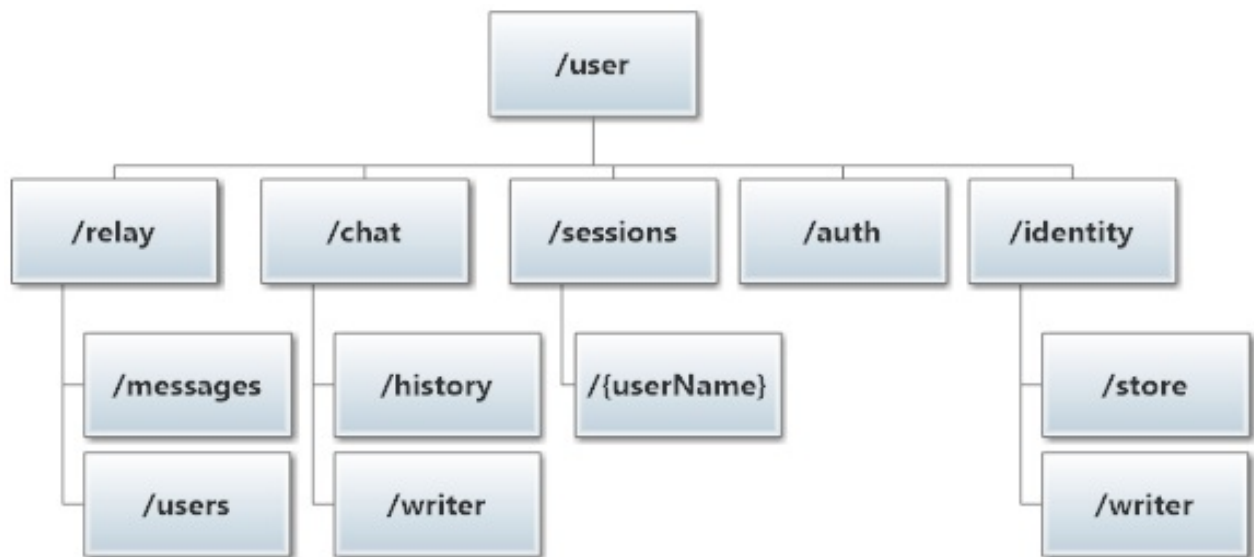 /user
/relay
/chat
/sessions
/auth
/identity
/messages
/history
/{userName}
/store
/users
/writer
/writer